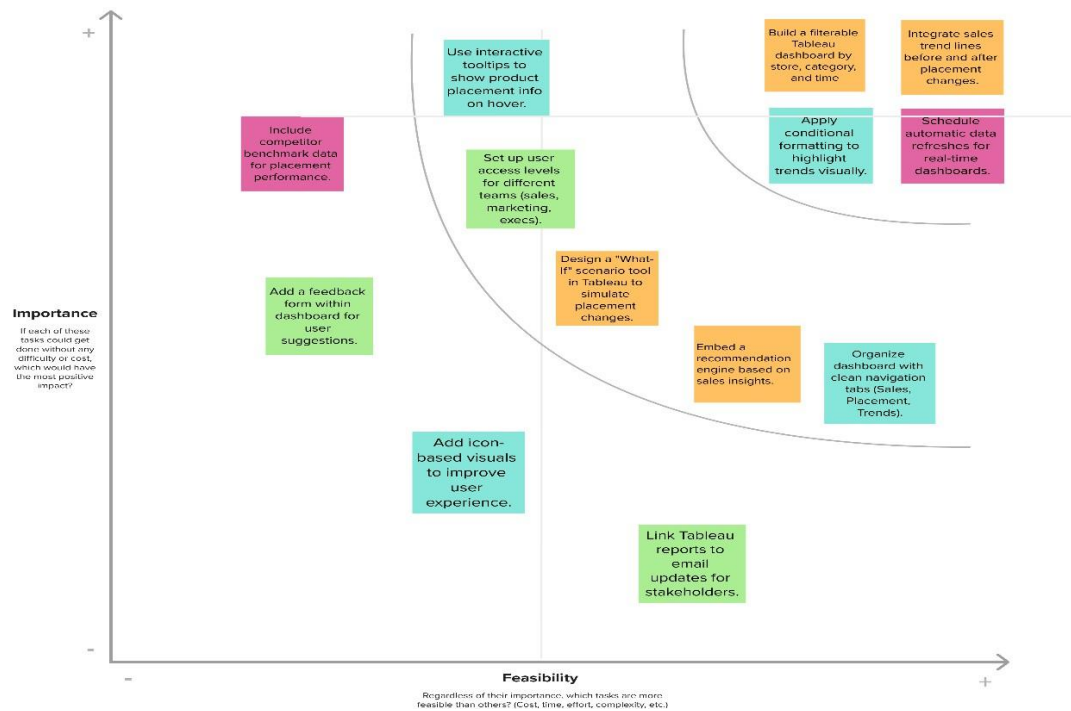 +
Use interactive
tooltips to
show product
placement info
on hover.
Build a filterable
Tableau
dashboard by
store, category,
and time
Integrate sales
trend lines
before and after
placement
changes.
Include
competitor
benchmark data
for placement
performance.
Set up user
access levels
for different
teams (sales,
marketing,
execs).
Apply
conditional
formatting to
highlight
trends visually.
Schedule
automatic data
refreshes for
real-time
dashboards.
Add a feedback
form within
dashboard for
user
suggestions.
Design a "What-
If" scenario tool
in Tableau to
simulate
placement
changes.
Importance
If each of these
tasks could get
done without any
difficulty or cost,
which would have
the most positive
impact?
Embed a
recommendation
engine based on
sales insights.
Organize
dashboard with
clean navigation
tabs (Sales,
Placement,
Trends).
Add icon-
based visuals
to improve
user
experience.
Link Tableau
reports to
email
updates for
stakeholders.
-
-
Feasibility
+
Regardless of their importance, which tasks are more
feasible than others? (Cost, time, effort, complexity, etc.)